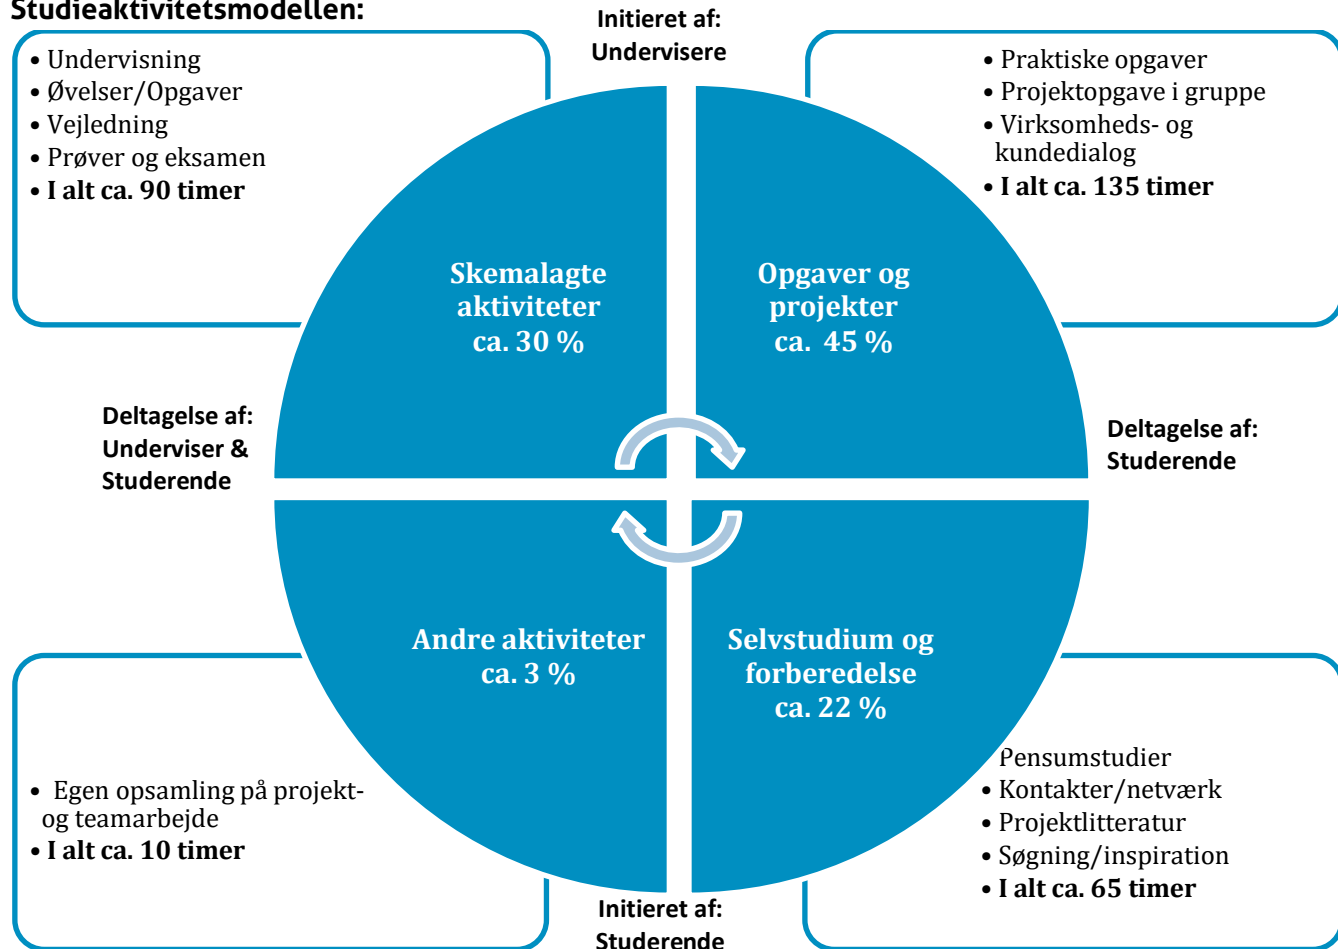 Studieaktivitetsmodellen:
Initieret af:
Undervisere
• Undervisning
• Øvelser/Opgaver
• Vejledning
• Prøver og eksamen
• I alt ca. 90 timer
• Praktiske opgaver
• Projektopgave i gruppe
• Virksomheds- og
kundedialog
• I alt ca. 135 timer
Skemalagte
aktiviteter
ca. 30 %
Opgaver og
projekter
ca. 45 %
Deltagelse af:
Underviser &
Studerende
Deltagelse af:
Studerende
Andre aktiviteter
ca. 3 %
Selvstudium og
forberedelse
ca. 22 %
• Egen opsamling på projekt-
og teamarbejde
• I alt ca. 10 timer
Pensumstudier
• Kontakter/netværk
• Projektlitteratur
• Søgning/inspiration
• I alt ca. 65 timer
Initieret af:
Studerende